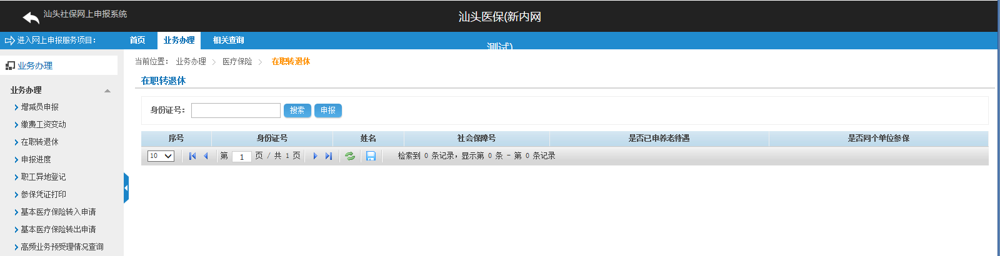 汕头社保网上申报系统
汕头医保(新内网
测试)
进入网上申报服务项目：
首页 业务办理 相关查询
业务办理
当前位置： 业务办理 > 医疗保险 > 在职转退休
在职转退休
业务办理
增减员申报
缴费工资变动
在职转退休
申报进度
职工异地登记
参保凭证打印
基本医疗保险转入申请
基本医疗保险转出申请
高频业务预受理情况查询
身份证号： 搜索 申报
序号 身份证号 姓名 社会保障号 是否已申养老待遇 是否同个单位参保
10 第 1 页 / 共 1 页 检索到 0 条记录，显示第 0 条 - 第 0 条记录